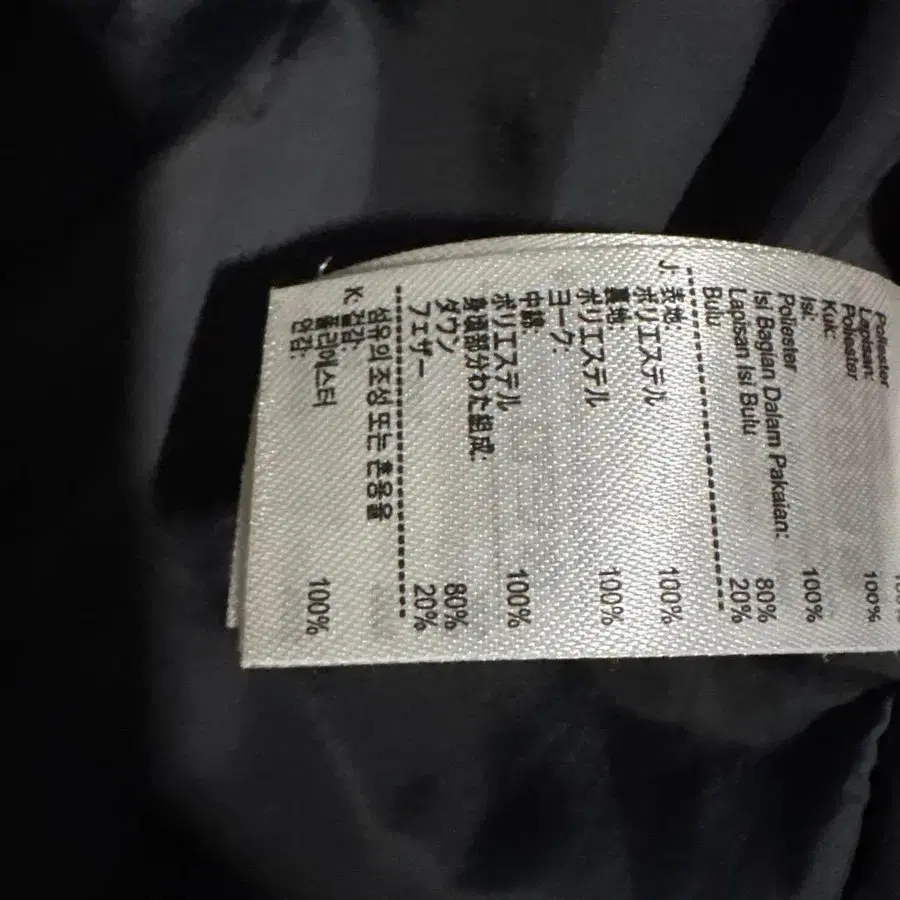 Poliester 100%
Lapisan:
Poliester 100%
Kuk:
Isi:
Poliester 100%
Isi Bagian Dalam Pakaian:
Lapisan Isi Bulu 80%
Bulu 20%
J: 表地:
ポリエステル 100%
裏地:
ポリエステル 100%
ヨーク:
中綿:
ポリエステル 100%
身頃部分わた組成:
ダウン 80%
フェザー 20%
섬유의 조성 또는 혼용율
K: 겉감:
폴리에스터 100%
안감: